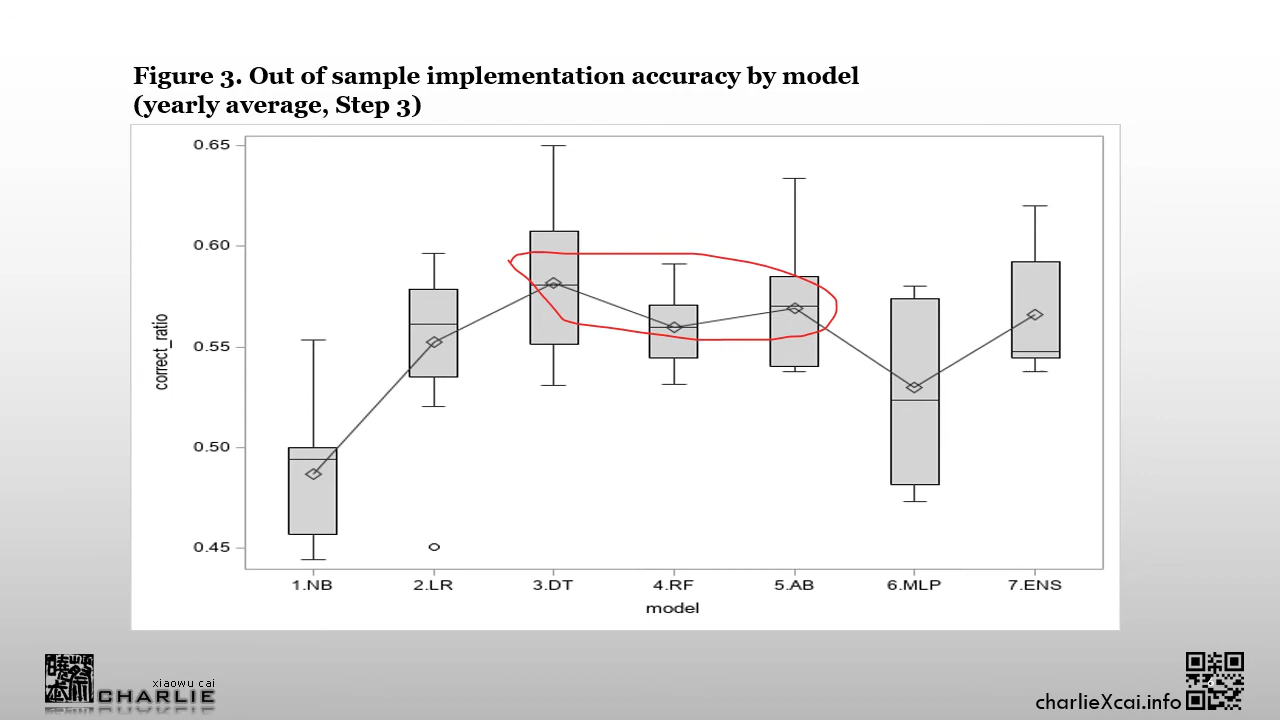 Figure 3. Out of sample implementation accuracy by model
(yearly average, Step 3)
0.65
0.60
0.55
0.50
0.45
correct_ratio
1.NB 2.LR 3.DT 4.RF 5.AB 6.MLP 7.ENS
model
xiaowu cai
CHARLIE
charlieXcai.info